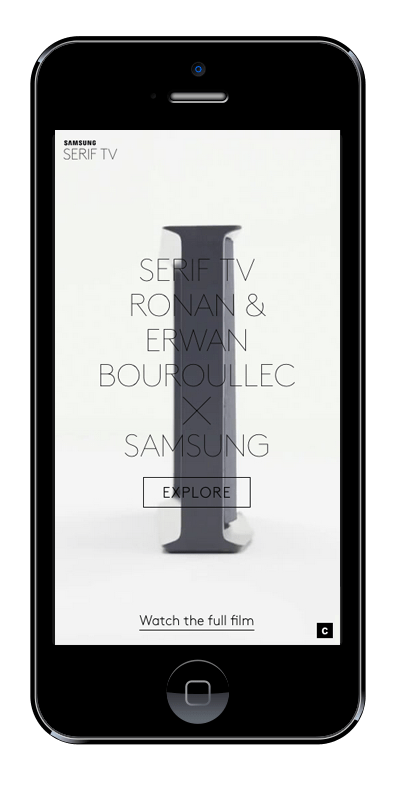 SAMSUNG
SERIF TV
SERIF TV
RONAN &
ERWAN
BOUROULLEC
X
SAMSUNG
EXPLORE
Watch the full film
C